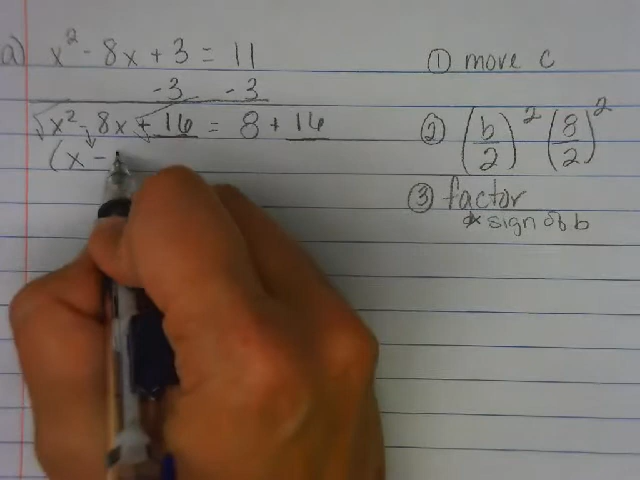 a) x² - 8x + 3 = 11
-3 -3
√x² - 8x √+ 16 = 8 + 16
(x -
① move c
② (b/2)² (8/2)²
③ factor
* sign of b